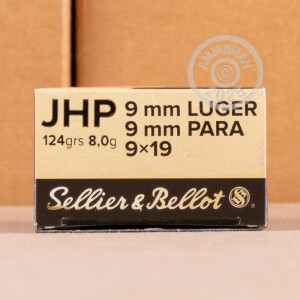 JHP
124grs 8,0g
9 mm LUGER
9 mm PARA
9×19
Sellier & Bellot